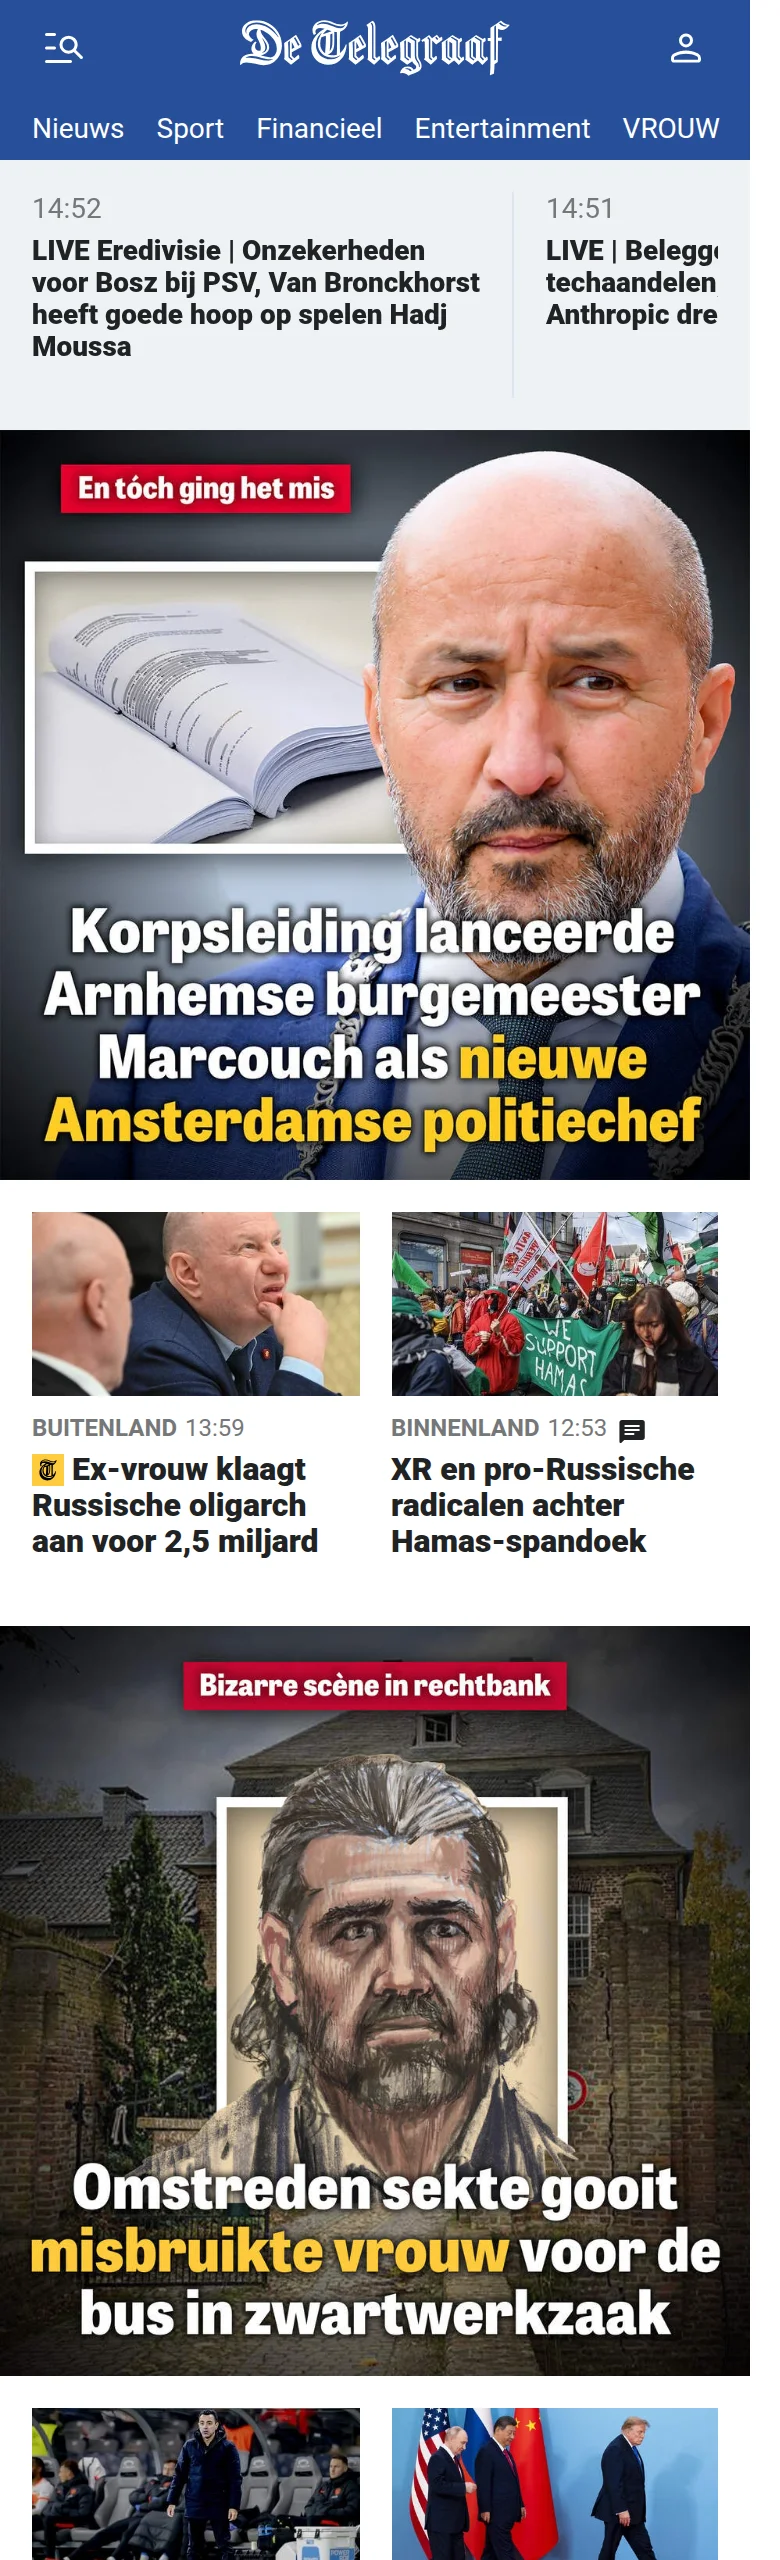 De Telegraaf
Nieuws Sport Financieel Entertainment VROUW
14:52
LIVE Eredivisie | Onzekerheden
voor Bosz bij PSV, Van Bronckhorst
heeft goede hoop op spelen Hadj
Moussa
14:51
LIVE | Belegg
techaandelen,
Anthropic dre
En tóch ging het mis
Korpsleiding lanceerde
Arnhemse burgemeester
Marcouch als nieuwe
Amsterdamse politiechef
WE
SUPPORT
HAMAS
BUITENLAND 13:59
Ex-vrouw klaagt
Russische oligarch
aan voor 2,5 miljard
BINNENLAND 12:53
XR en pro-Russische
radicalen achter
Hamas-spandoek
Bizarre scène in rechtbank
Omstreden sekte gooit
misbruikte vrouw voor de
bus in zwartwerkzaak